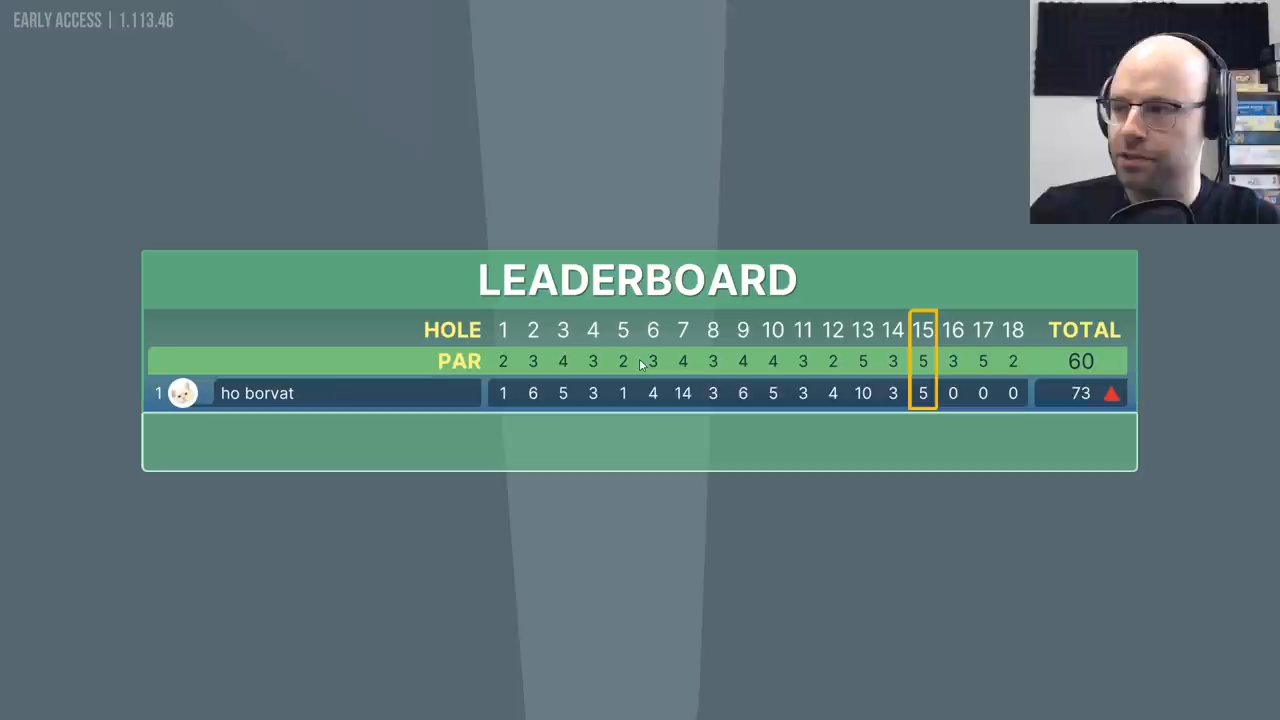 EARLY ACCESS | 1.113.46
LEADERBOARD
HOLE 1 2 3 4 5 6 7 8 9 10 11 12 13 14 15 16 17 18 TOTAL
PAR 2 3 4 3 2 3 4 3 4 4 3 2 5 3 5 3 5 2 60
1 ho borvat 1 6 5 3 1 4 14 3 6 5 3 4 10 3 5 0 0 0 73